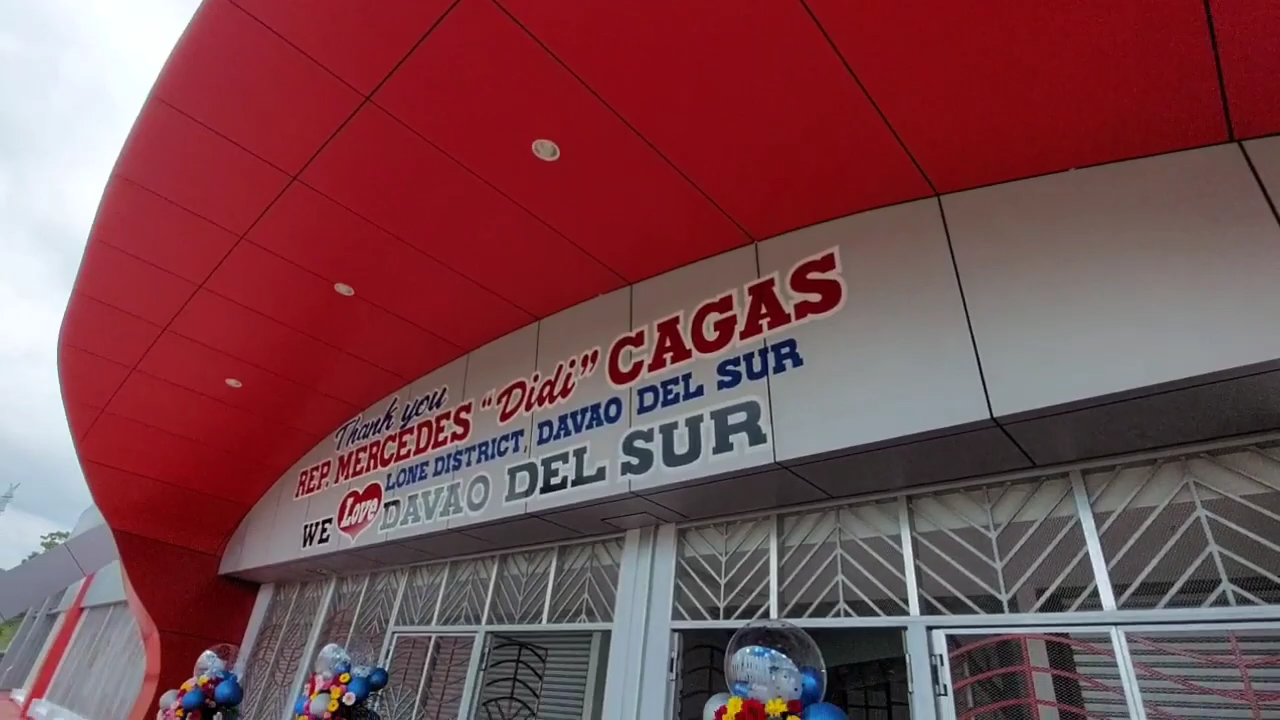 Thank you
REP. MERCEDES "Didi" CAGAS
LONE DISTRICT, DAVAO DEL SUR
WE Love DAVAO DEL SUR